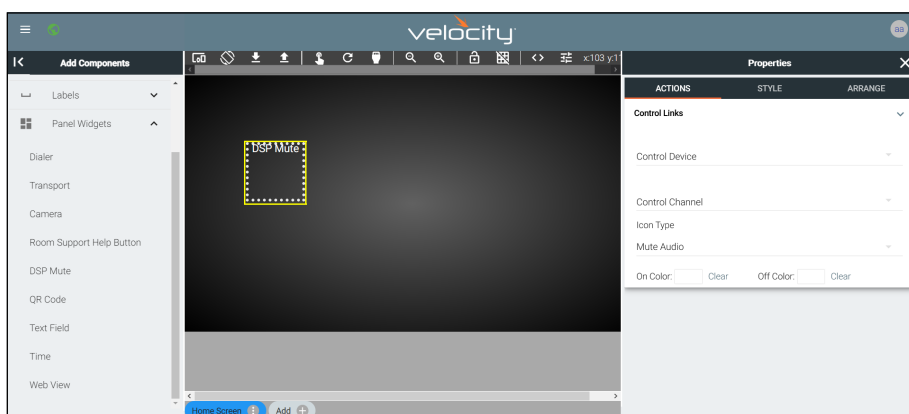 velocity
aa
Add Components
x:103 y:1
Properties
Labels
Panel Widgets
Dialer
Transport
Camera
Room Support Help Button
DSP Mute
QR Code
Text Field
Time
Web View
DSP Mute
Home Screen
Add
ACTIONS STYLE ARRANGE
Control Links
Control Device
Control Channel
Icon Type
Mute Audio
On Color: Clear Off Color: Clear